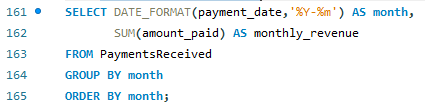 161 SELECT DATE_FORMAT(payment_date,'%Y-%m') AS month,
162 SUM(amount_paid) AS monthly_revenue
163 FROM PaymentsReceived
164 GROUP BY month
165 ORDER BY month;